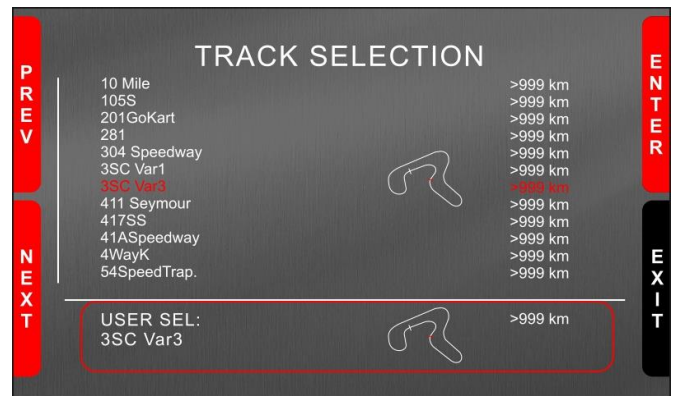 TRACK SELECTION
PREV
ENTER
10 Mile >999 km
105S >999 km
201GoKart >999 km
281 >999 km
304 Speedway >999 km
3SC Var1 >999 km
3SC Var3 >999 km
411 Seymour >999 km
417SS >999 km
41ASpeedway >999 km
4WayK >999 km
54SpeedTrap. >999 km
NEXT
EXIT
USER SEL: >999 km
3SC Var3